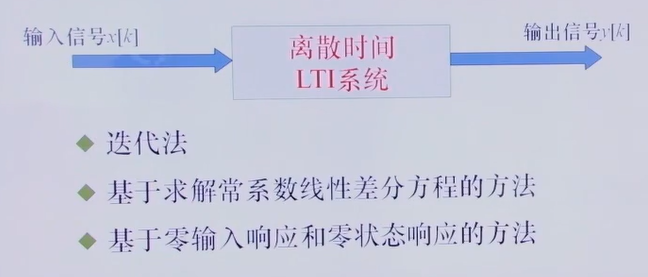 输入信号x[k]
离散时间
LTI系统
输出信号y[k]
迭代法
基于求解常系数线性差分方程的方法
基于零输入响应和零状态响应的方法